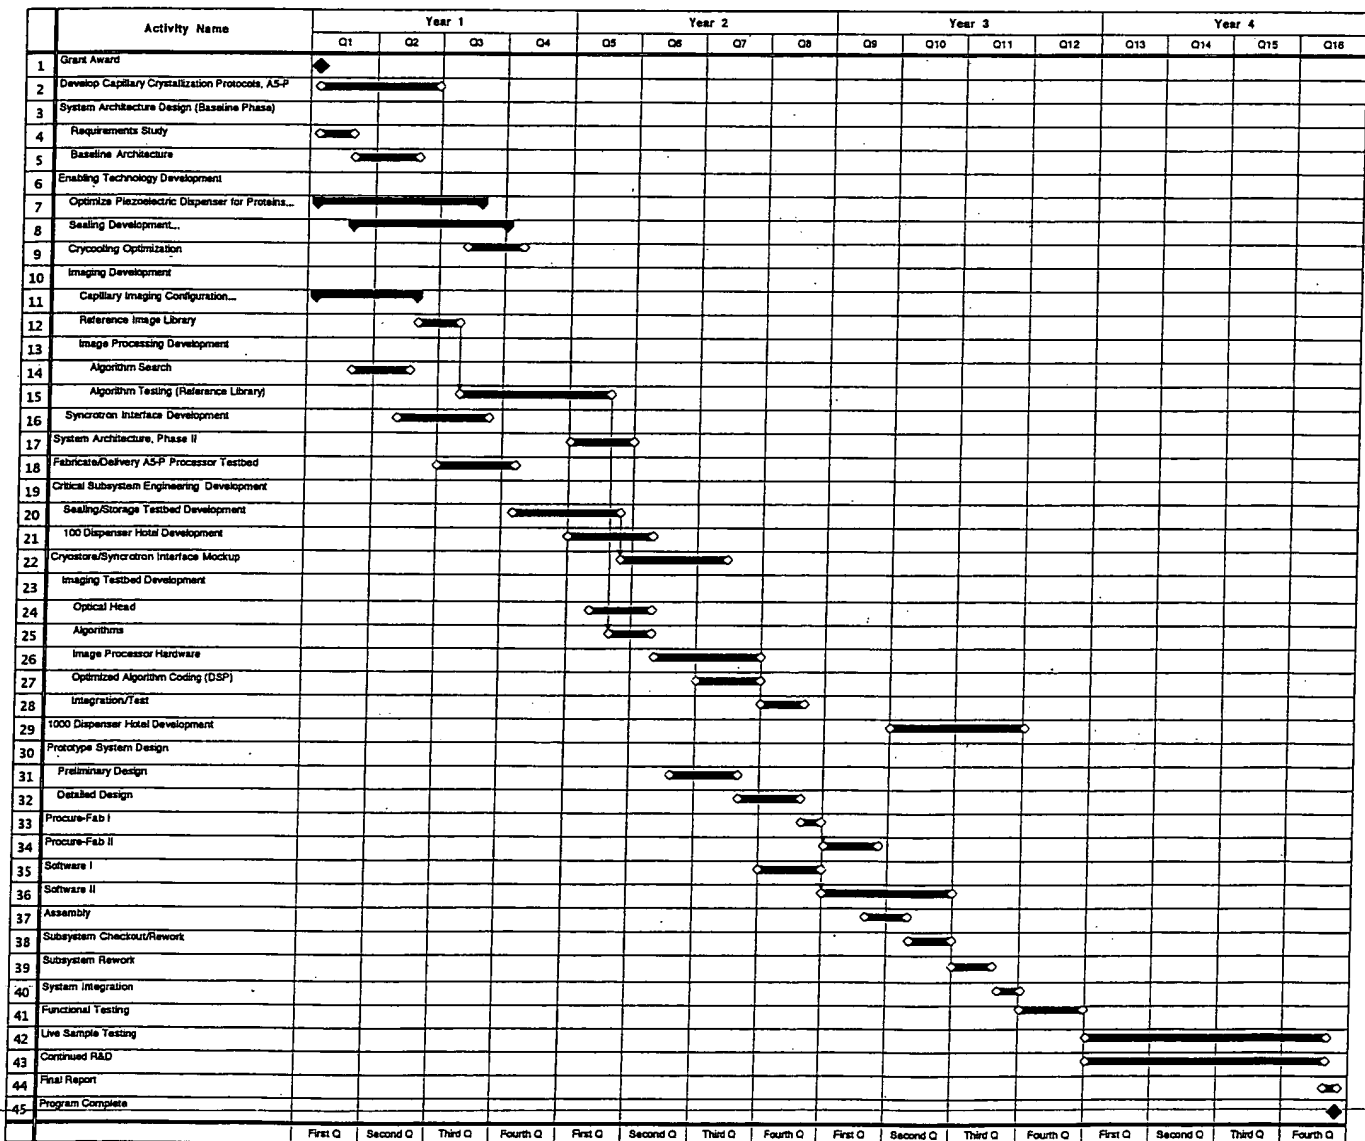 Activity Name
Year 1 Year 2 Year 3 Year 4
Q1 Q2 Q3 Q4 Q5 Q6 Q7 Q8 Q9 Q10 Q11 Q12 Q13 Q14 Q15 Q16
1 Grant Award
2 Develop Capillary Crystallization Protocols, A5-P
3 System Architecture Design (Baseline Phase)
4 Requirements Study
5 Baseline Architecture
6 Enabling Technology Development
7 Optimize Piezoelectric Dispenser for Proteins...
8 Sealing Development...
9 Crycooling Optimization
10 Imaging Development
11 Capillary Imaging Configuration...
12 Reference Image Library
13 Image Processing Development
14 Algorithm Search
15 Algorithm Testing (Reference Library)
16 Syncrotron Interface Development
17 System Architecture, Phase II
18 Fabricate/Delivery A5-P Processor Testbed
19 Critical Subsystem Engineering Development
20 Sealing/Storage Testbed Development
21 100 Dispenser Hotel Development
22 Cryostore/Syncrotron Interface Mockup
23 Imaging Testbed Development
24 Optical Head
25 Algorithms
26 Image Processor Hardware
27 Optimized Algorithm Coding (DSP)
28 Integration/Test
29 1000 Dispenser Hotel Development
30 Prototype System Design
31 Preliminary Design
32 Detailed Design
33 Procure-Fab I
34 Procure-Fab II
35 Software I
36 Software II
37 Assembly
38 Subsystem Checkout/Rework
39 Subsystem Rework
40 System Integration
41 Functional Testing
42 Live Sample Testing
43 Continued R&D
44 Final Report
45 Program Complete
First Q Second Q Third Q Fourth Q First Q Second Q Third Q Fourth Q First Q Second Q Third Q Fourth Q First Q Second Q Third Q Fourth Q